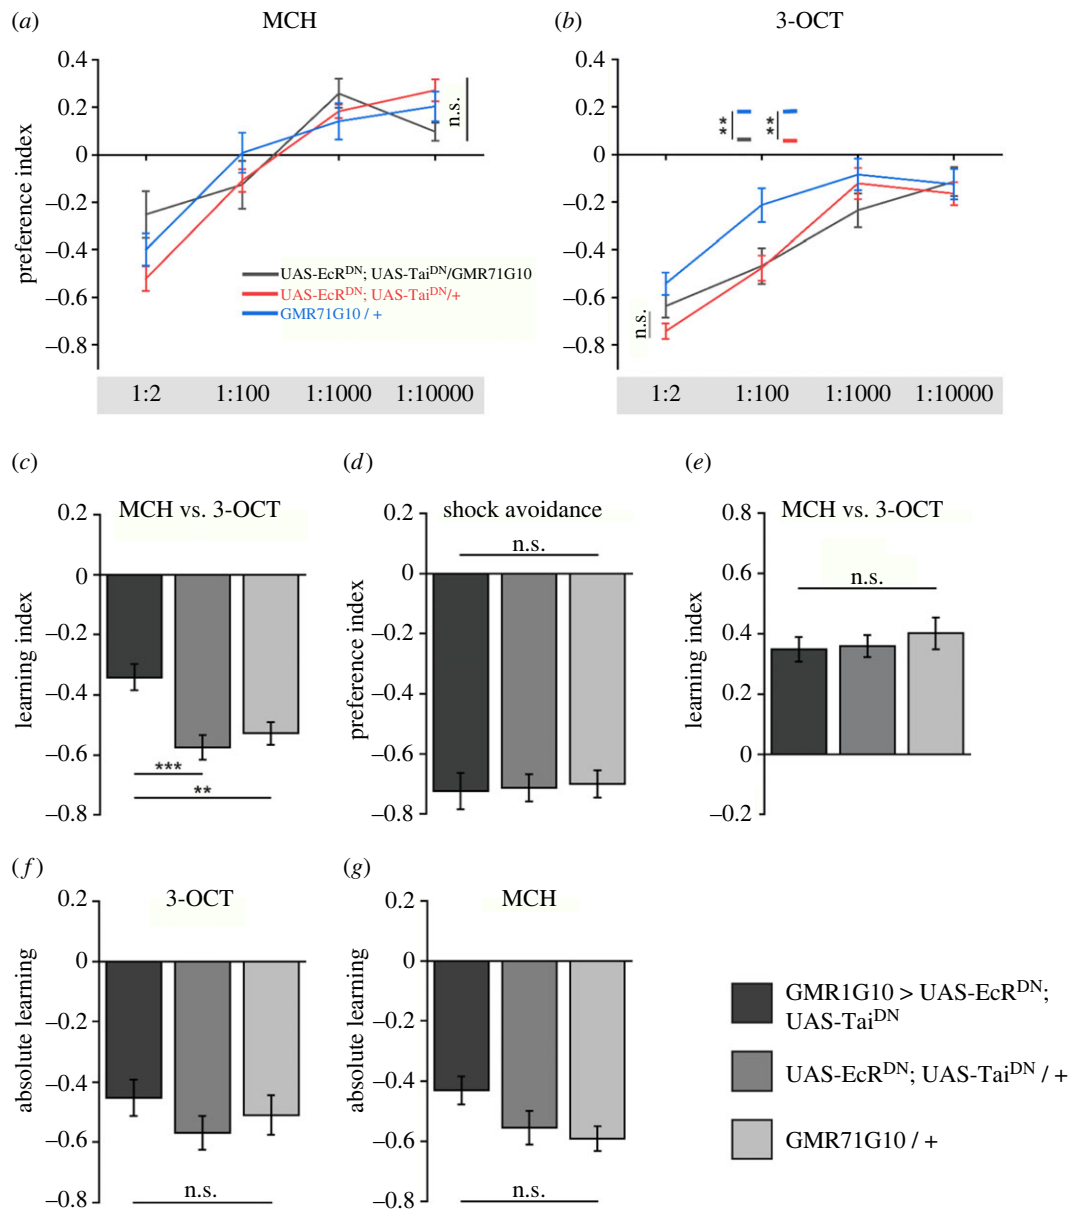 (a)
MCH
0.4
0.2
0
–0.2
–0.4
–0.6
–0.8
preference index
n.s.
UAS-EcR^DN; UAS-Tai^DN/GMR71G10
UAS-EcR^DN; UAS-Tai^DN/+
GMR71G10 / +
1:2 1:100 1:1000 1:10000
(b)
3-OCT
0.4
0.2
0
–0.2
–0.4
–0.6
–0.8
**
**
n.s.
1:2 1:100 1:1000 1:10000
(c)
MCH vs. 3-OCT
0.2
0
–0.2
–0.4
–0.6
–0.8
learning index
***
**
(d)
shock avoidance
0.2
0
–0.2
–0.4
–0.6
–0.8
preference index
n.s.
(e)
MCH vs. 3-OCT
0.8
0.6
0.4
0.2
0
–0.2
learning index
n.s.
(f)
3-OCT
0.2
0
–0.2
–0.4
–0.6
–0.8
absolute learning
n.s.
(g)
MCH
0.2
0
–0.2
–0.4
–0.6
–0.8
absolute learning
n.s.
GMR1G10 > UAS-EcR^DN;
UAS-Tai^DN
UAS-EcR^DN; UAS-Tai^DN / +
GMR71G10 / +